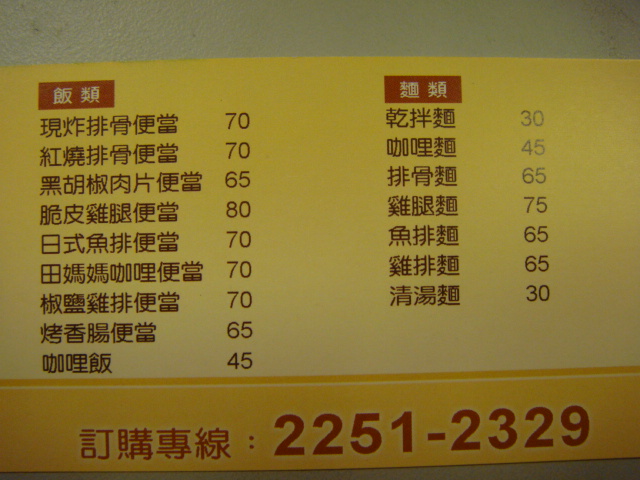 飯類
現炸排骨便當 70
紅燒排骨便當 70
黑胡椒肉片便當 65
脆皮雞腿便當 80
日式魚排便當 70
田媽媽咖哩便當 70
椒鹽雞排便當 70
烤香腸便當 65
咖哩飯 45
麵類
乾拌麵 30
咖哩麵 45
排骨麵 65
雞腿麵 75
魚排麵 65
雞排麵 65
清湯麵 30
訂購專線：2251-2329